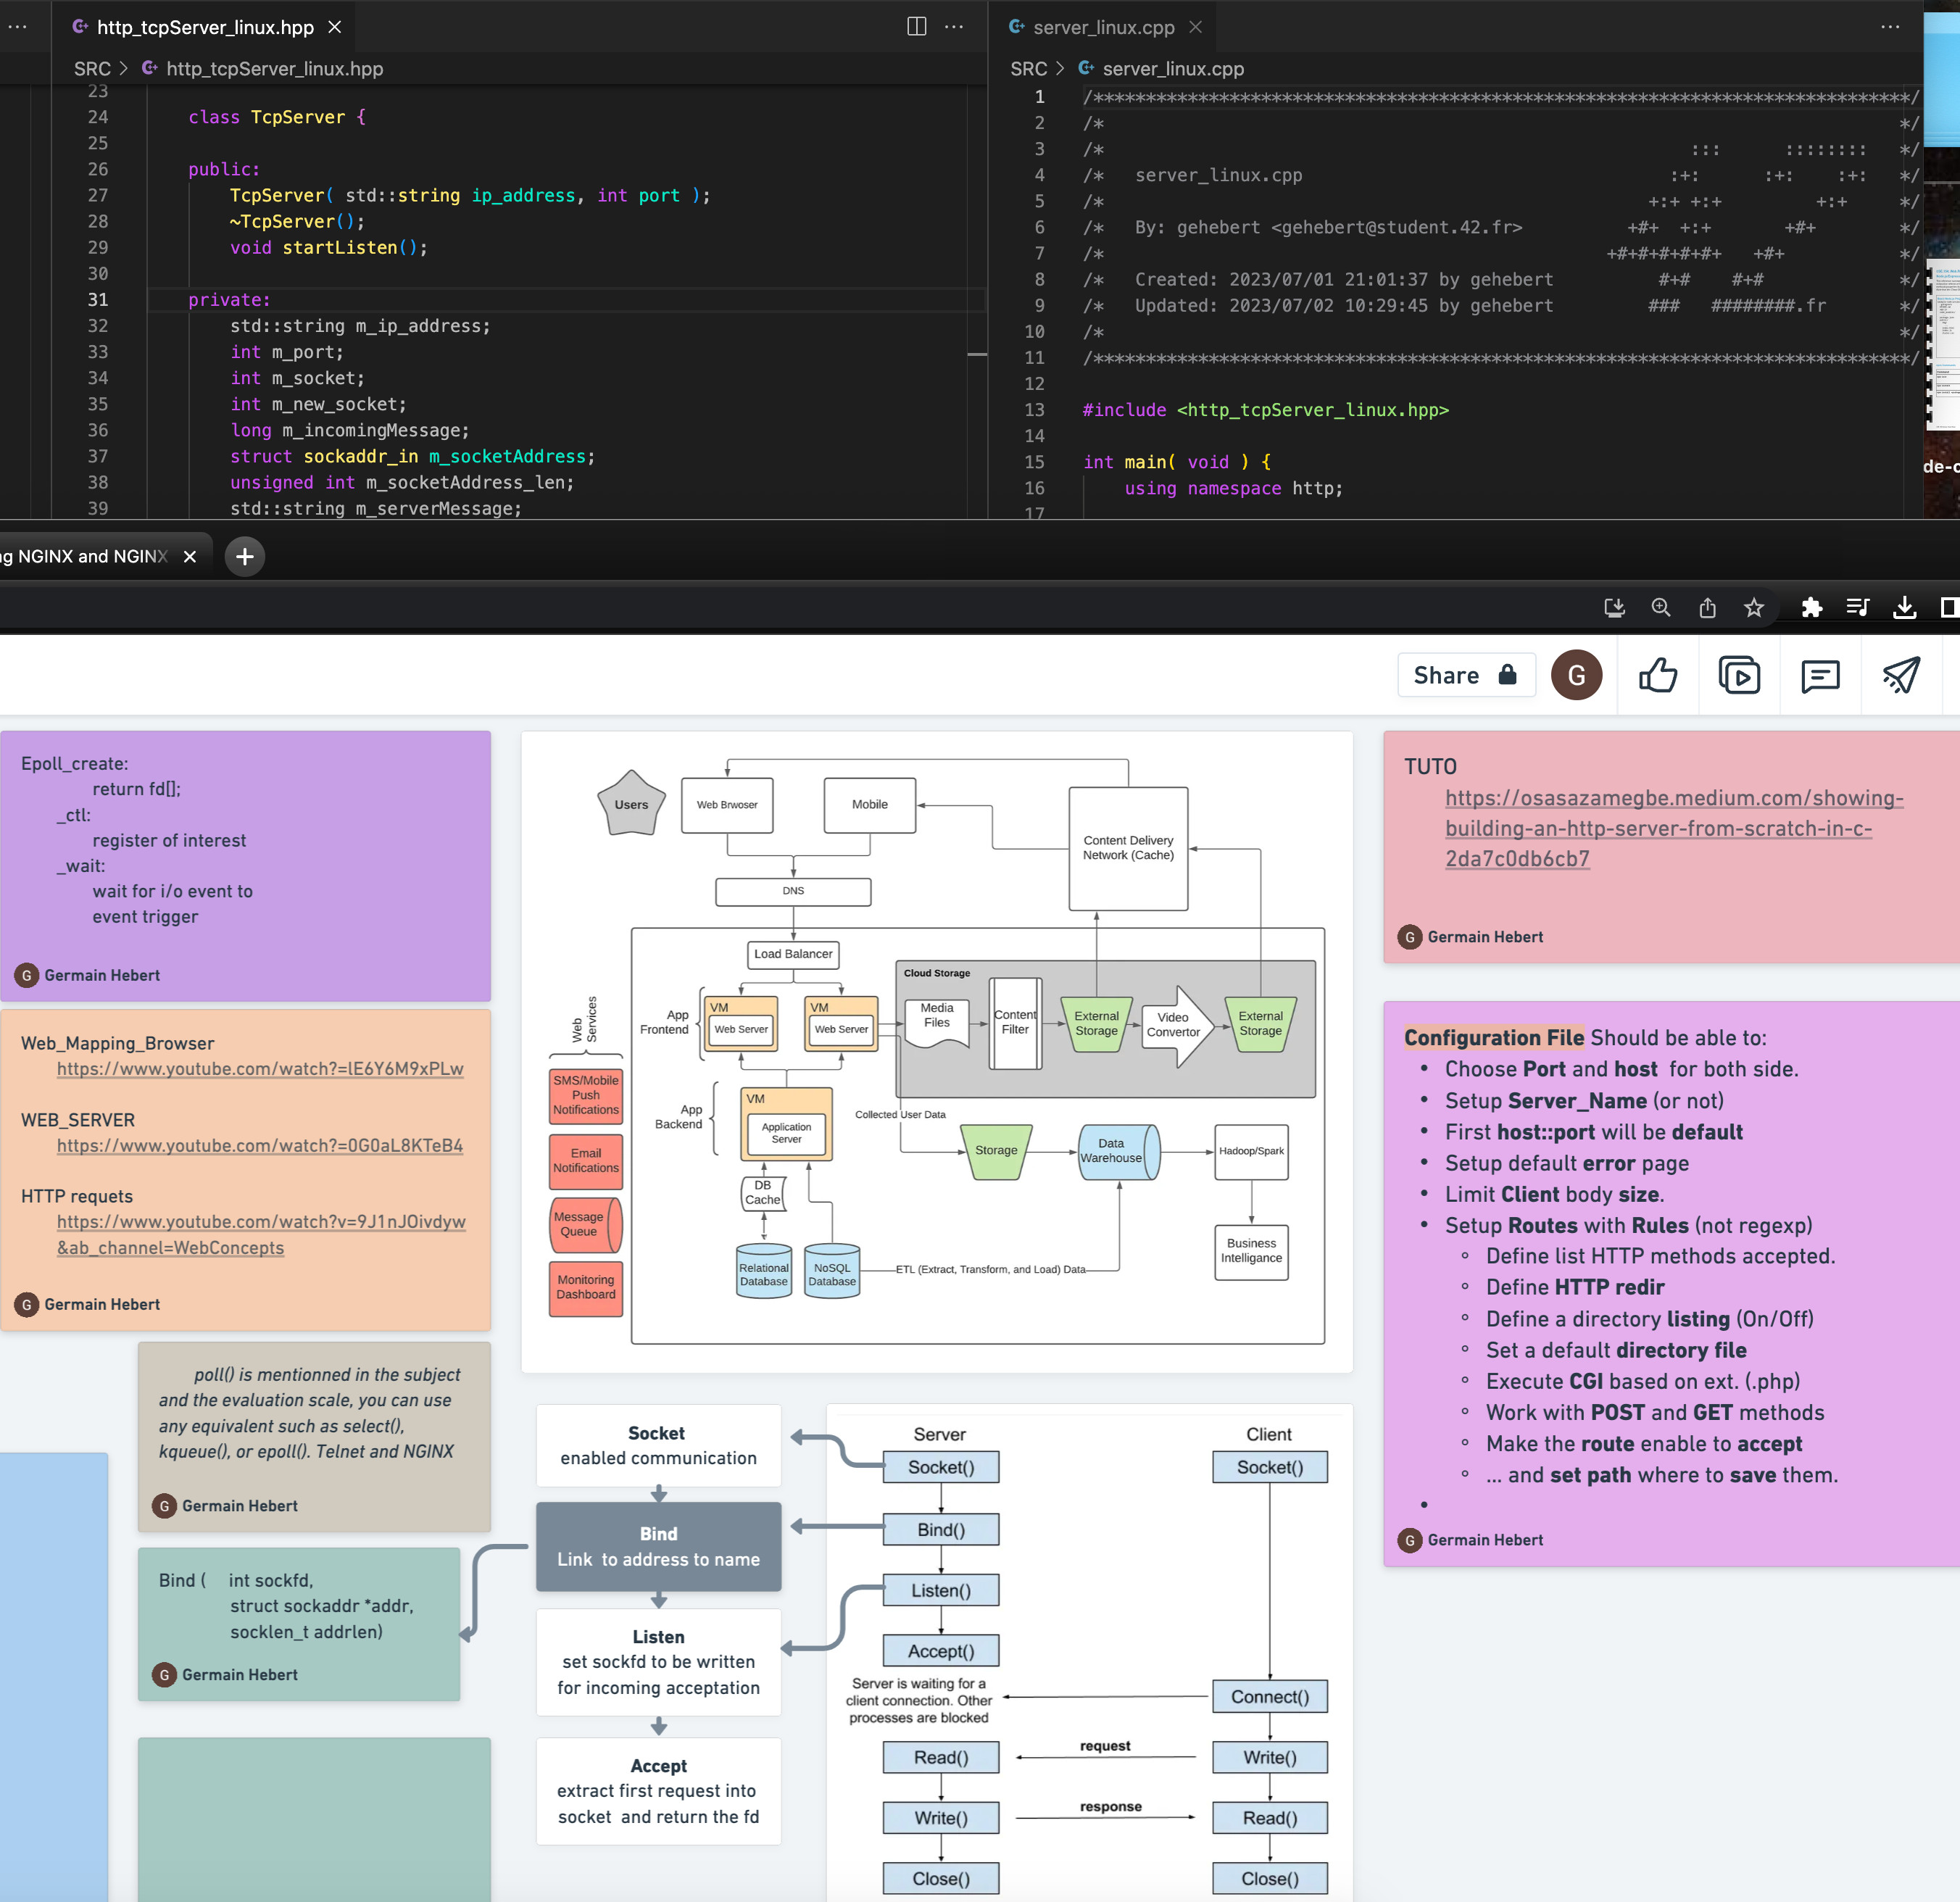 http_tcpServer_linux.hpp
SRC > http_tcpServer_linux.hpp
23
24 class TcpServer {
25
26 public:
27 TcpServer( std::string ip_address, int port );
28 ~TcpServer();
29 void startListen();
30
31 private:
32 std::string m_ip_address;
33 int m_port;
34 int m_socket;
35 int m_new_socket;
36 long m_incomingMessage;
37 struct sockaddr_in m_socketAddress;
38 unsigned int m_socketAddress_len;
39 std::string m_serverMessage;
server_linux.cpp
SRC > server_linux.cpp
1 /******************************************************************************/
2 /* */
3 /* ::: :::::::: */
4 /* server_linux.cpp :+: :+: :+: */
5 /* +:+ +:+ +:+ */
6 /* By: gehebert <gehebert@student.42.fr> +#+ +:+ +#+ */
7 /* +#+#+#+#+#+ +#+ */
8 /* Created: 2023/07/01 21:01:37 by gehebert #+# #+# */
9 /* Updated: 2023/07/02 10:29:45 by gehebert ### ########.fr */
10 /* */
11 /******************************************************************************/
12
13 #include <http_tcpServer_linux.hpp>
14
15 int main( void ) {
16 using namespace http;
17
de-c
ng NGINX and NGINX
Share
G
Epoll_create:
return fd[];
_ctl:
register of interest
_wait:
wait for i/o event to
event trigger
G Germain Hebert
Web_Mapping_Browser
https://www.youtube.com/watch?=lE6Y6M9xPLw
WEB_SERVER
https://www.youtube.com/watch?=0G0aL8KTeB4
HTTP requets
https://www.youtube.com/watch?v=9J1nJOivdyw
&ab_channel=WebConcepts
G Germain Hebert
poll() is mentionned in the subject
and the evaluation scale, you can use
any equivalent such as select(),
kqueue(), or epoll(). Telnet and NGINX
G Germain Hebert
Bind ( int sockfd,
struct sockaddr *addr,
socklen_t addrlen)
G Germain Hebert
Users
Web Brwoser
Mobile
Content Delivery
Network (Cache)
DNS
Load Balancer
Cloud Storage
Web
Services
App
Frontend
VM
Web Server
VM
Web Server
Media
Files
Content
Filter
External
Storage
Video
Convertor
External
Storage
SMS/Mobile
Push
Notifications
Email
Notifications
Message
Queue
Monitoring
Dashboard
App
Backend
VM
Application
Server
Collected User Data
Storage
Data
Warehouse
Hadoop/Spark
DB
Cache
Relational
Database
NoSQL
Database
ETL (Extract, Transform, and Load) Data
Business
Intelligence
Socket
enabled communication
Bind
Link to address to name
Listen
set sockfd to be written
for incoming acceptation
Accept
extract first request into
socket and return the fd
Server
Client
Socket()
Socket()
Bind()
Listen()
Accept()
Server is waiting for a
client connection. Other
processes are blocked
Connect()
Read()
request
Write()
Write()
response
Read()
Close()
Close()
TUTO
https://osasazamegbe.medium.com/showing-
building-an-http-server-from-scratch-in-c-
2da7c0db6cb7
G Germain Hebert
Configuration File Should be able to:
• Choose Port and host for both side.
• Setup Server_Name (or not)
• First host::port will be default
• Setup default error page
• Limit Client body size.
• Setup Routes with Rules (not regexp)
◦ Define list HTTP methods accepted.
◦ Define HTTP redir
◦ Define a directory listing (On/Off)
◦ Set a default directory file
◦ Execute CGI based on ext. (.php)
◦ Work with POST and GET methods
◦ Make the route enable to accept
◦ ... and set path where to save them.
•
G Germain Hebert